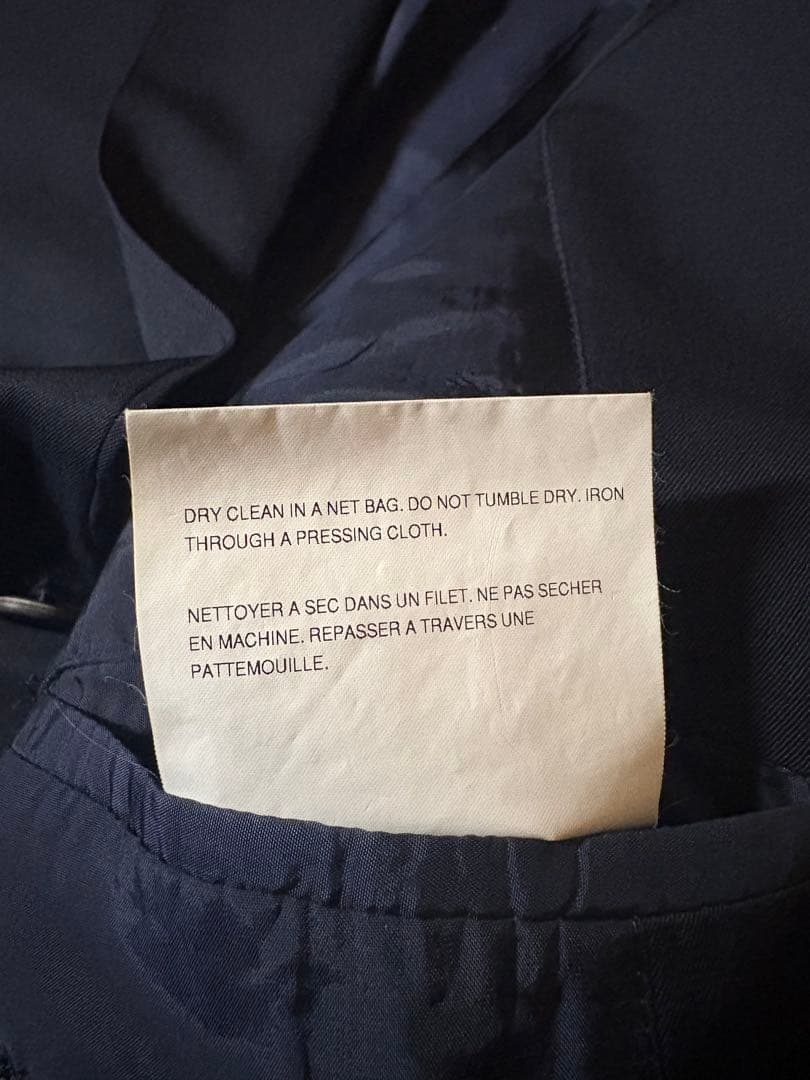 DRY CLEAN IN A NET BAG. DO NOT TUMBLE DRY. IRON
THROUGH A PRESSING CLOTH.
NETTOYER A SEC DANS UN FILET. NE PAS SECHER
EN MACHINE. REPASSER A TRAVERS UNE
PATTEMOUILLE.